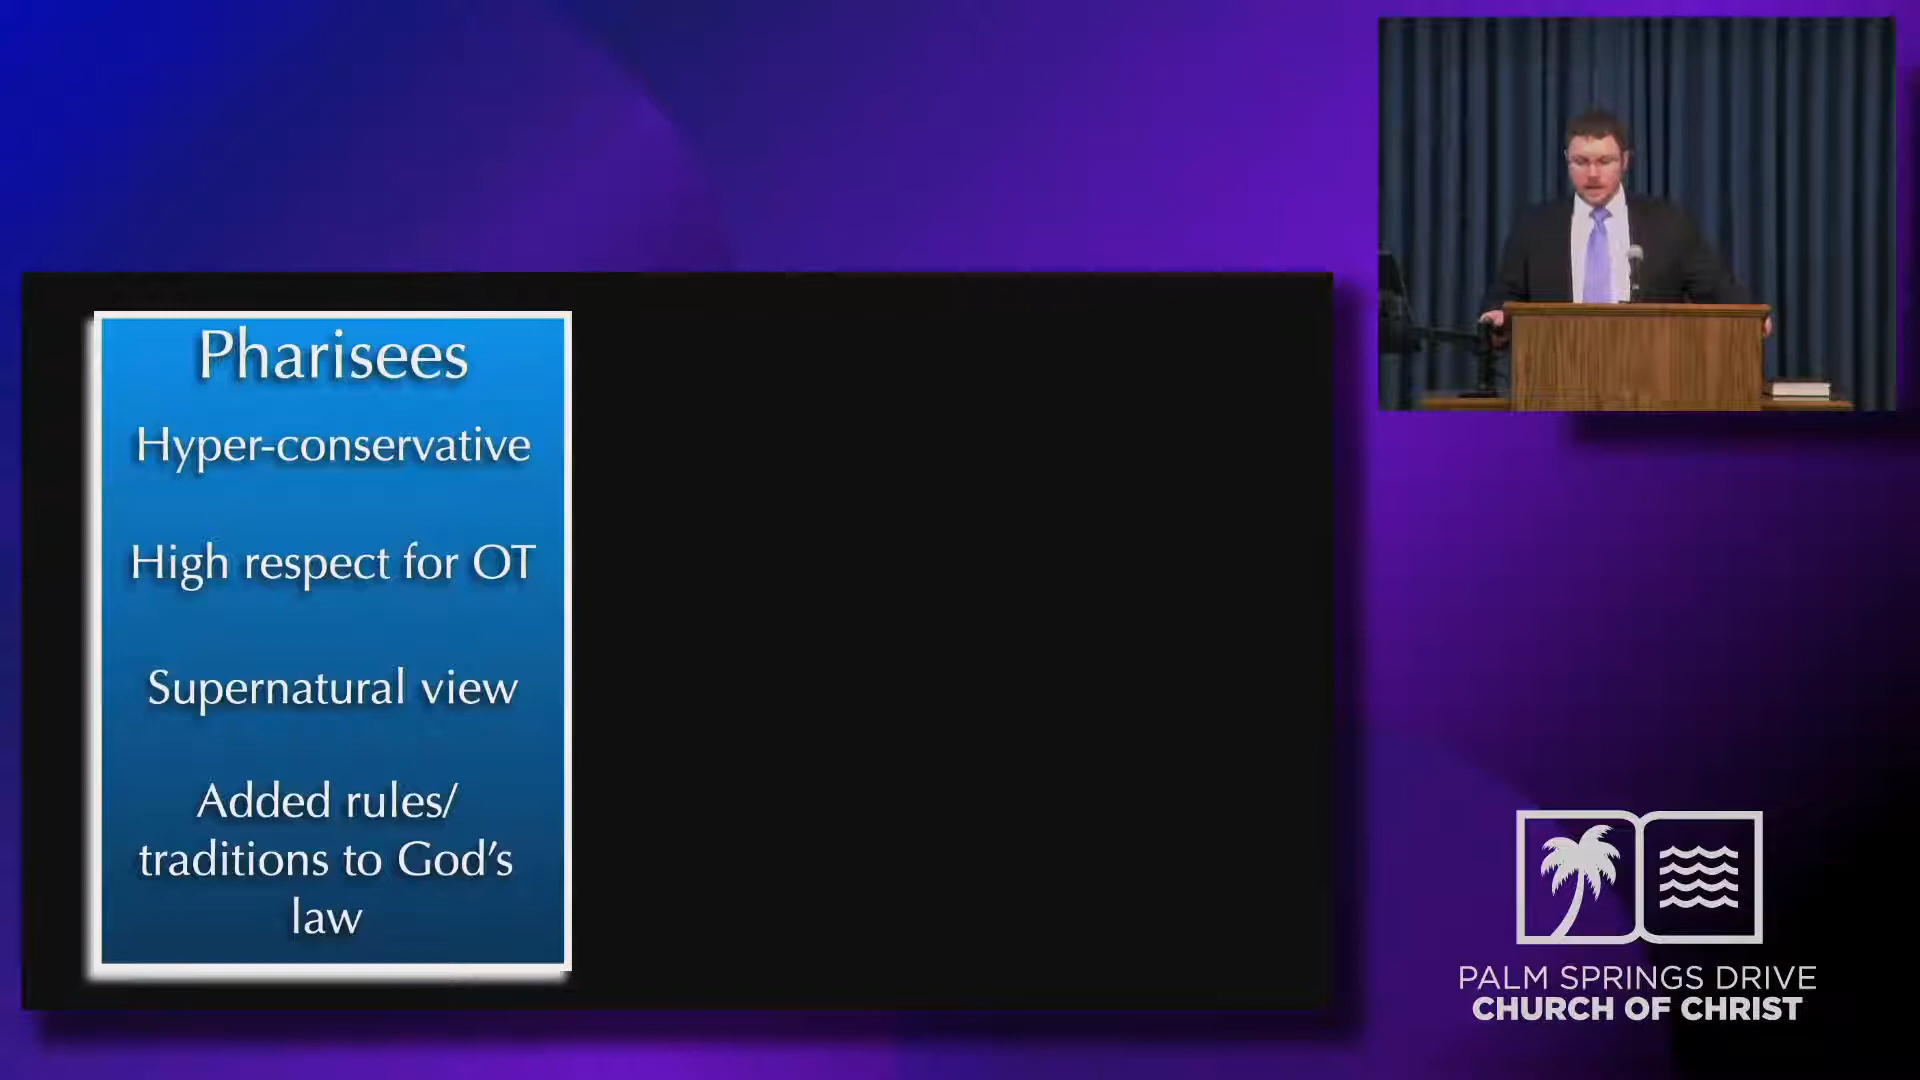 Pharisees
Hyper-conservative
High respect for OT
Supernatural view
Added rules/
traditions to God’s
law
PALM SPRINGS DRIVE
CHURCH OF CHRIST